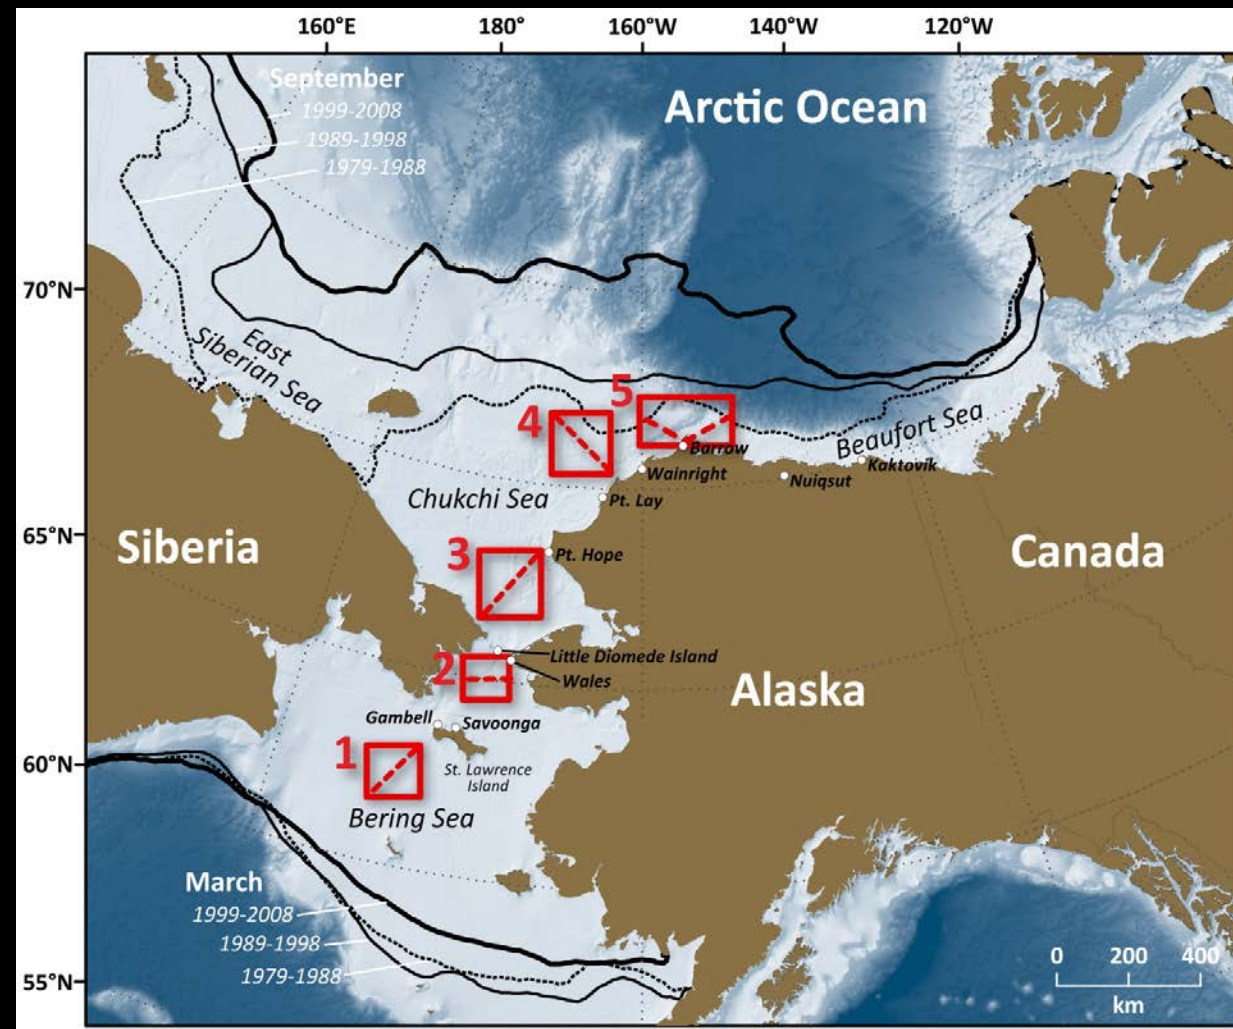 160°E 180° 160°W 140°W 120°W
September
1999-2008
1989-1998
1979-1988
Arctic Ocean
70°N
East
Siberian Sea
5
4
Beaufort Sea
Barrow
Wainright
Kaktovik
Nuiqsut
Chukchi Sea
Pt. Lay
65°N
Siberia
3
Pt. Hope
Canada
Little Diomede Island
2
Wales
Alaska
Gambell
Savoonga
1
60°N
St. Lawrence
Island
Bering Sea
March
1999-2008
1989-1998
1979-1988
55°N
0 200 400
km